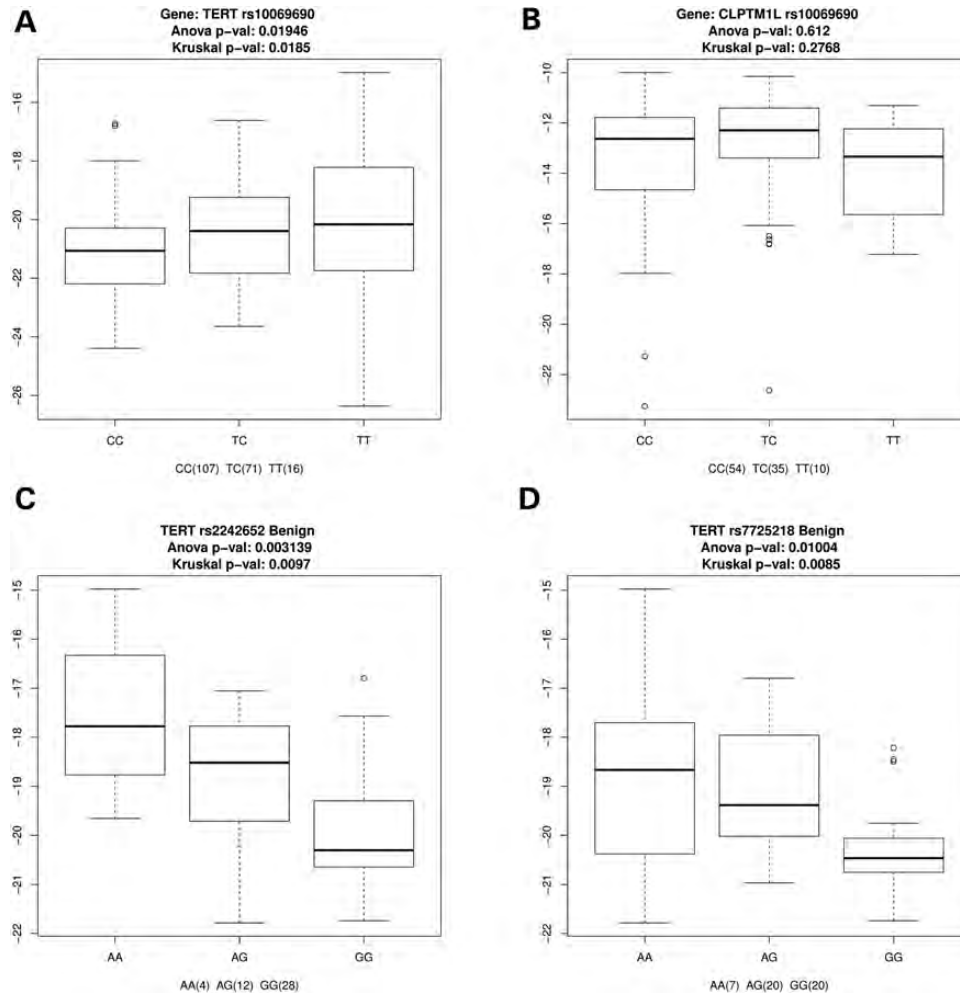 A
Gene: TERT rs10069690
Anova p-val: 0.01946
Kruskal p-val: 0.0185
-16
-18
-20
-22
-24
-26
CC TC TT
CC(107) TC(71) TT(16)
B
Gene: CLPTM1L rs10069690
Anova p-val: 0.612
Kruskal p-val: 0.2768
-10
-12
-14
-16
-18
-20
-22
CC TC TT
CC(54) TC(35) TT(10)
C
TERT rs2242652 Benign
Anova p-val: 0.003139
Kruskal p-val: 0.0097
-15
-16
-17
-18
-19
-20
-21
-22
AA AG GG
AA(4) AG(12) GG(28)
D
TERT rs7725218 Benign
Anova p-val: 0.01004
Kruskal p-val: 0.0085
-15
-16
-17
-18
-19
-20
-21
-22
AA AG GG
AA(7) AG(20) GG(20)